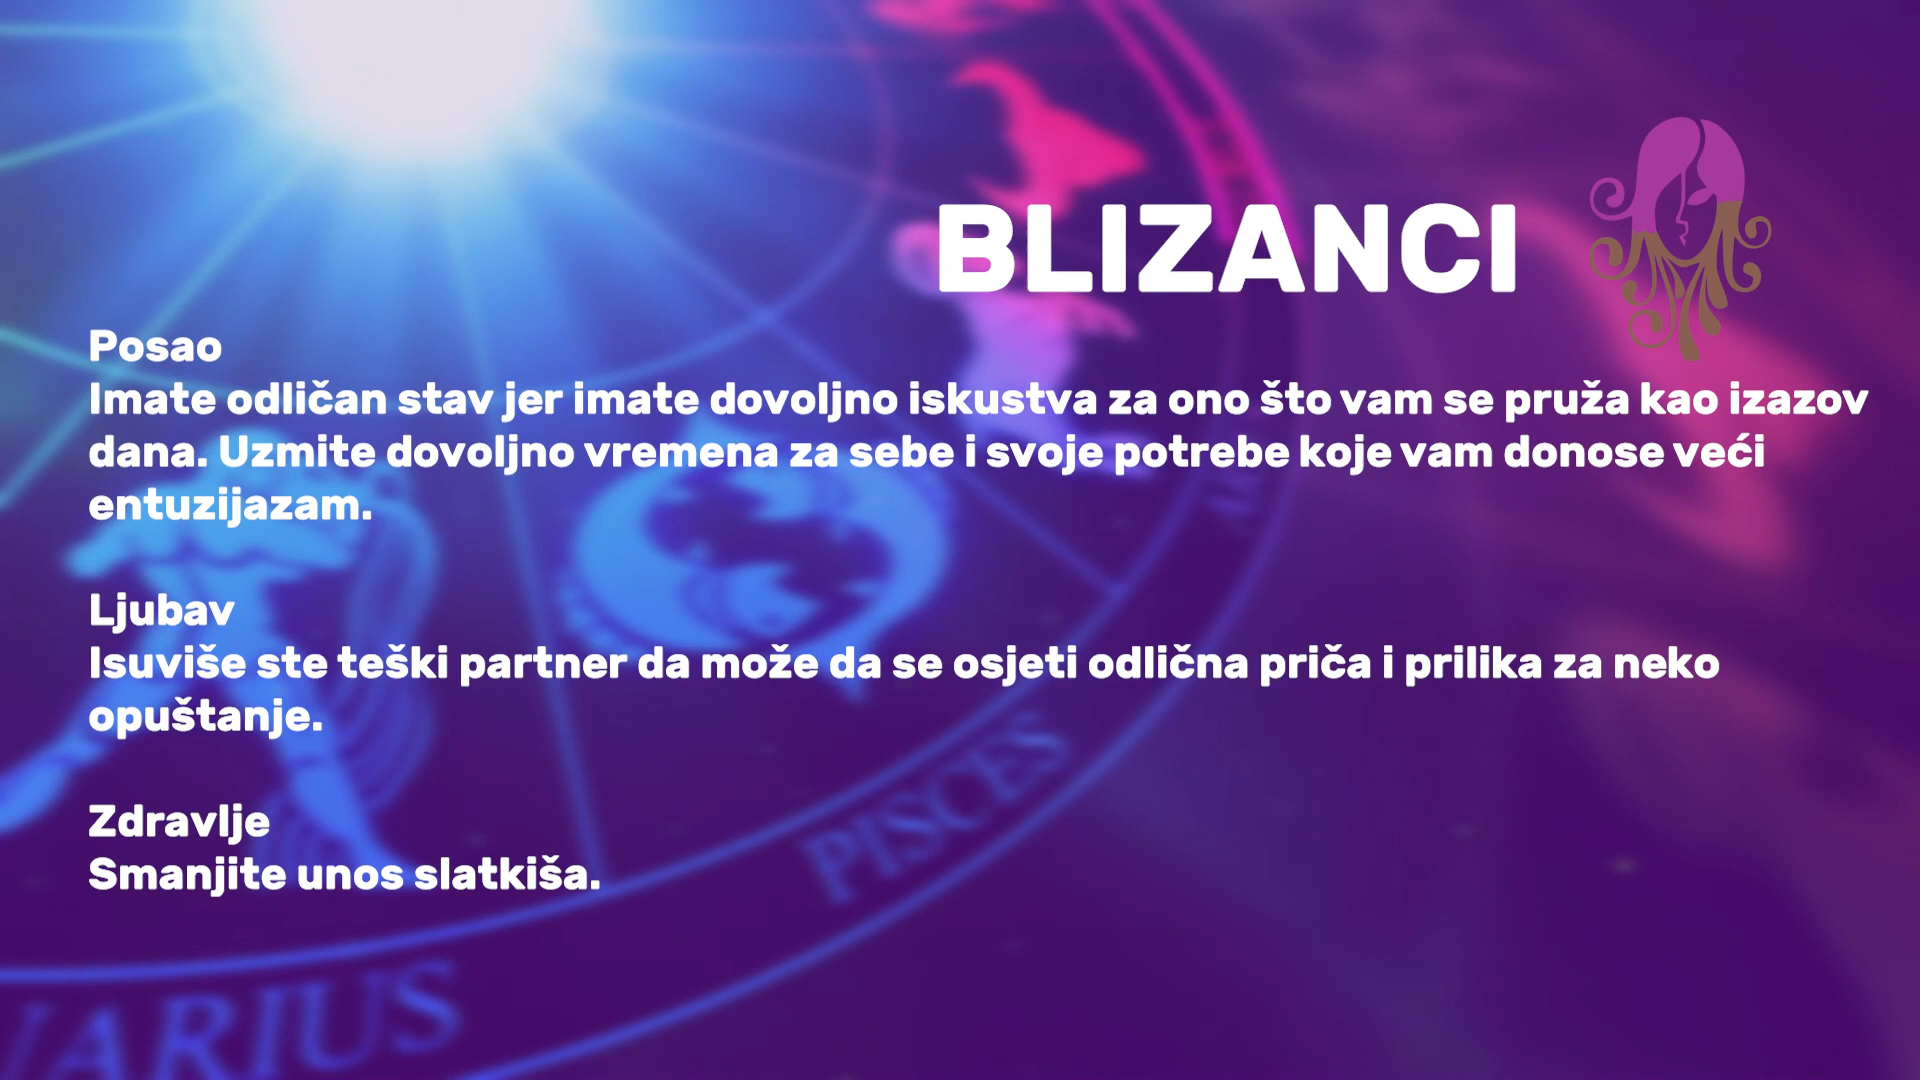 BLIZANCI
Posao
Imate odličan stav jer imate dovoljno iskustva za ono što vam se pruža kao izazov
dana. Uzmite dovoljno vremena za sebe i svoje potrebe koje vam donose veći
entuzijazam.
Ljubav
Isuviše ste teški partner da može da se osjeti odlična priča i prilika za neko
opuštanje.
Zdravlje
Smanjite unos slatkiša.
PISCES
ARIUS